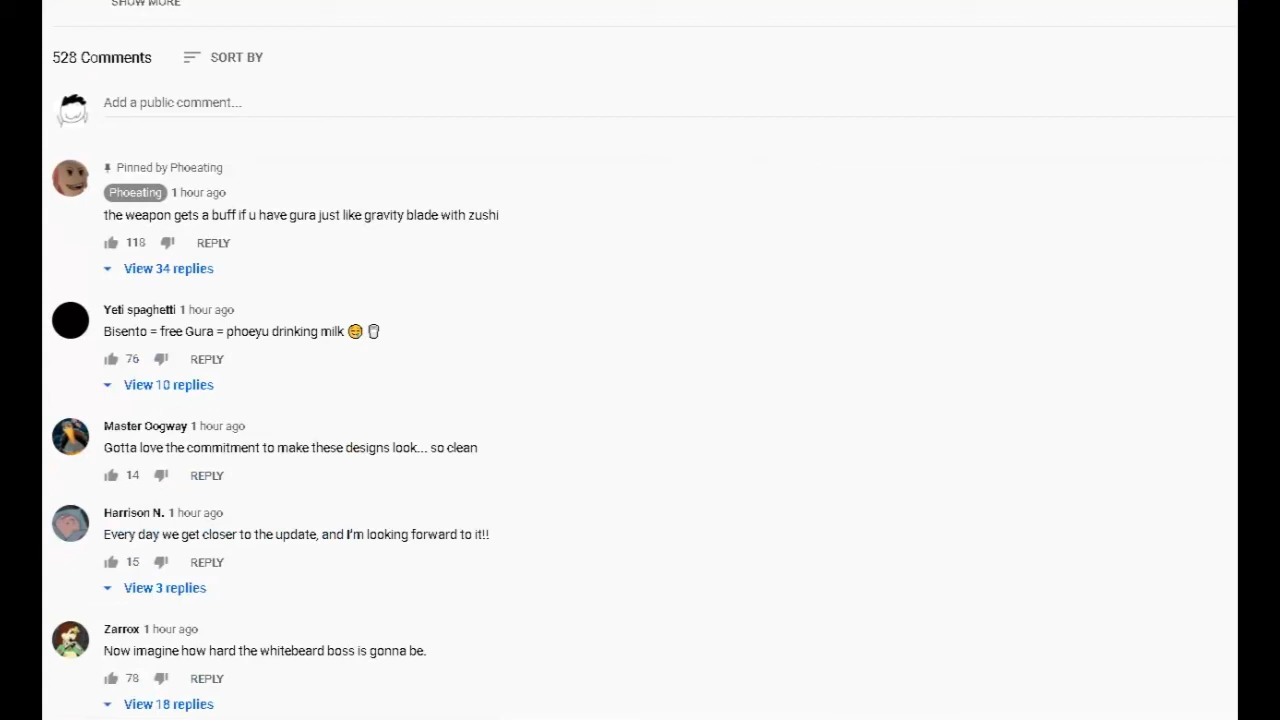 SHOW MORE
528 Comments SORT BY
Add a public comment...
Pinned by Phoeating
Phoeating 1 hour ago
the weapon gets a buff if u have gura just like gravity blade with zushi
118 REPLY
View 34 replies
Yeti spaghetti 1 hour ago
Bisento = free Gura = phoeyu drinking milk 😊 🥛
76 REPLY
View 10 replies
Master Oogway 1 hour ago
Gotta love the commitment to make these designs look... so clean
14 REPLY
Harrison N. 1 hour ago
Every day we get closer to the update, and I'm looking forward to it!!
15 REPLY
View 3 replies
Zarrox 1 hour ago
Now imagine how hard the whitebeard boss is gonna be.
78 REPLY
View 18 replies